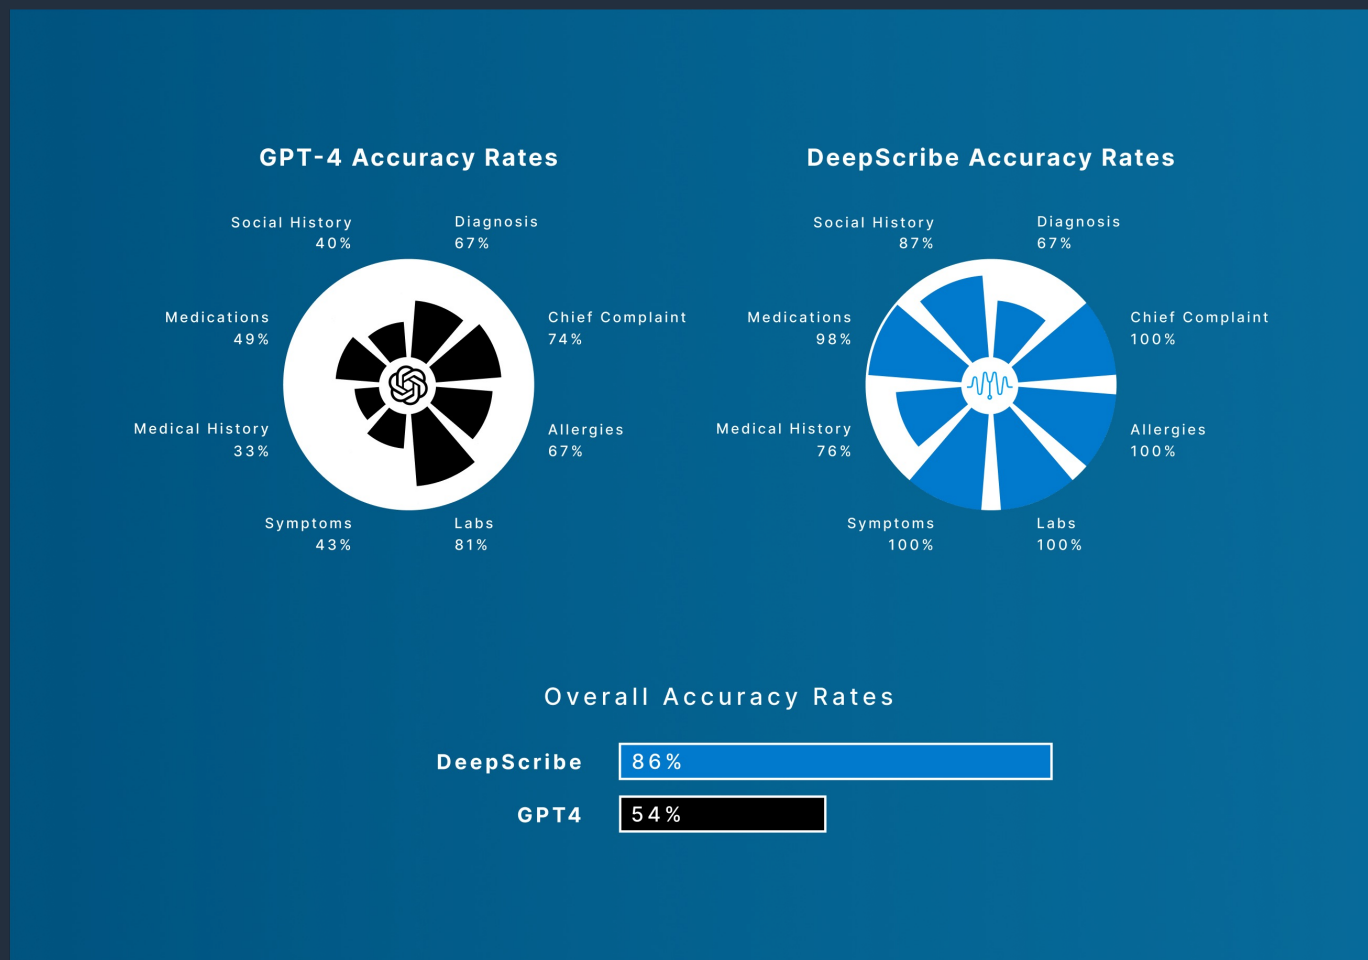 GPT-4 Accuracy Rates
Social History
40%
Diagnosis
67%
Medications
49%
Chief Complaint
74%
Medical History
33%
Allergies
67%
Symptoms
43%
Labs
81%
DeepScribe Accuracy Rates
Social History
87%
Diagnosis
67%
Medications
98%
Chief Complaint
100%
Medical History
76%
Allergies
100%
Symptoms
100%
Labs
100%
Overall Accuracy Rates
DeepScribe 86%
GPT4 54%